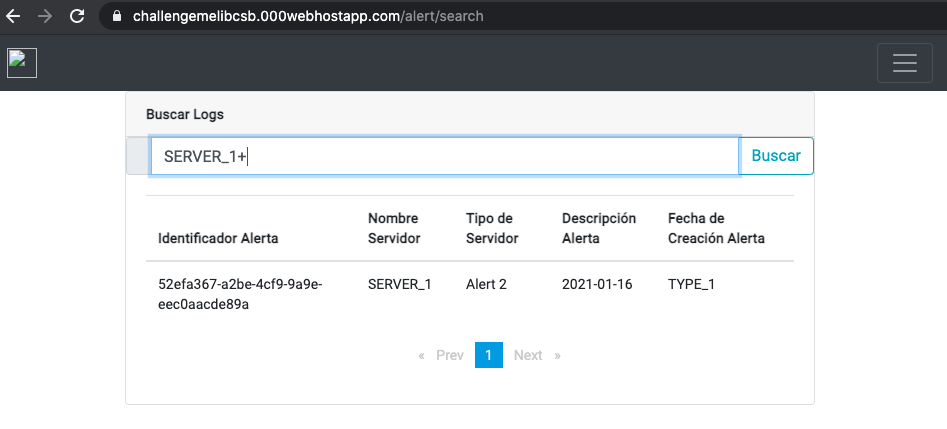 challengemelibcsb.000webhostapp.com/alert/search
Buscar Logs
SERVER_1+
Buscar
Identificador Alerta
Nombre
Servidor
Tipo de
Servidor
Descripción
Alerta
Fecha de
Creación Alerta
52efa367-a2be-4cf9-9a9e-
eec0aacde89a
SERVER_1
Alert 2
2021-01-16
TYPE_1
« Prev 1 Next »